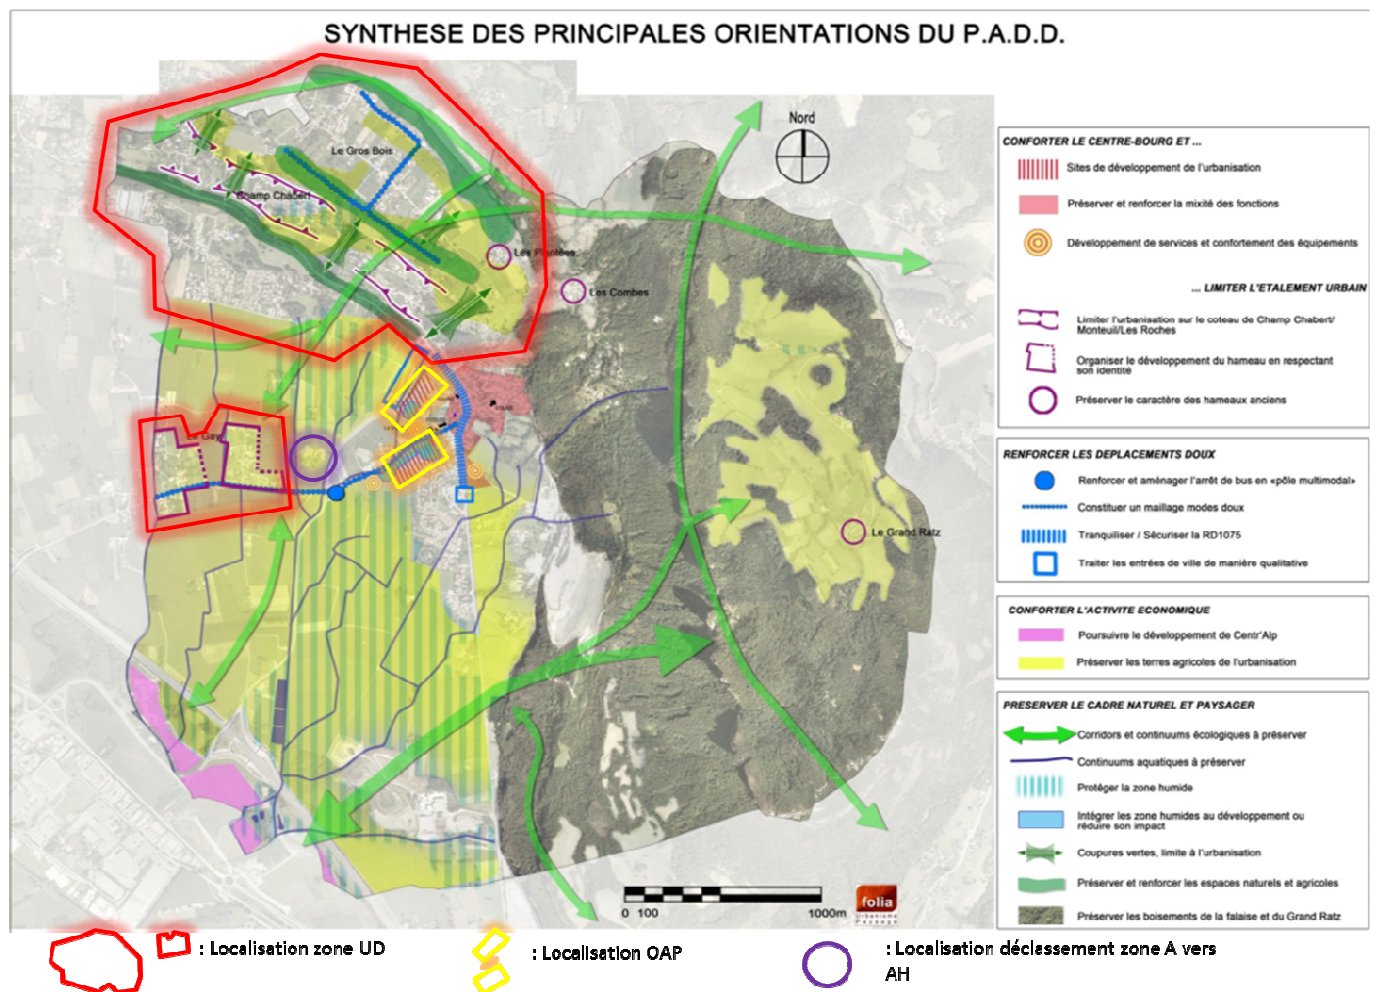 SYNTHESE DES PRINCIPALES ORIENTATIONS DU P.A.D.D.
Nord
Le Gros Bois
Champ Chabert
Les Plantées
Les Combes
Le Gay
Le Grand Ratz
0 100 1000m
folia
Urbanisme
Paysage
CONFORTER LE CENTRE-BOURG ET ...
Sites de développement de l'urbanisation
Préserver et renforcer la mixité des fonctions
Développement de services et confortement des équipements
... LIMITER L'ETALEMENT URBAIN
Limiter l'urbanisation sur le coteau de Champ Chabert/
Monteuil/Les Roches
Organiser le développement du hameau en respectant
son identité
Préserver le caractère des hameaux anciens
RENFORCER LES DEPLACEMENTS DOUX
Renforcer et aménager l'arrêt de bus en «pôle multimodal»
Constituer un maillage modes doux
Tranquiliser / Sécuriser la RD1075
Traiter les entrées de ville de manière qualitative
CONFORTER L'ACTIVITE ECONOMIQUE
Poursuivre le développement de Centr'Alp
Préserver les terres agricoles de l'urbanisation
PRESERVER LE CADRE NATUREL ET PAYSAGER
Corridors et continuums écologiques à préserver
Continuums aquatiques à préserver
Protéger la zone humide
Intégrer les zone humides au développement ou
réduire son impact
Coupures vertes, limite à l'urbanisation
Préserver et renforcer les espaces naturels et agricoles
Préserver les boisements de la falaise et du Grand Ratz
: Localisation zone UD
: Localisation OAP
: Localisation déclassement zone A vers
AH